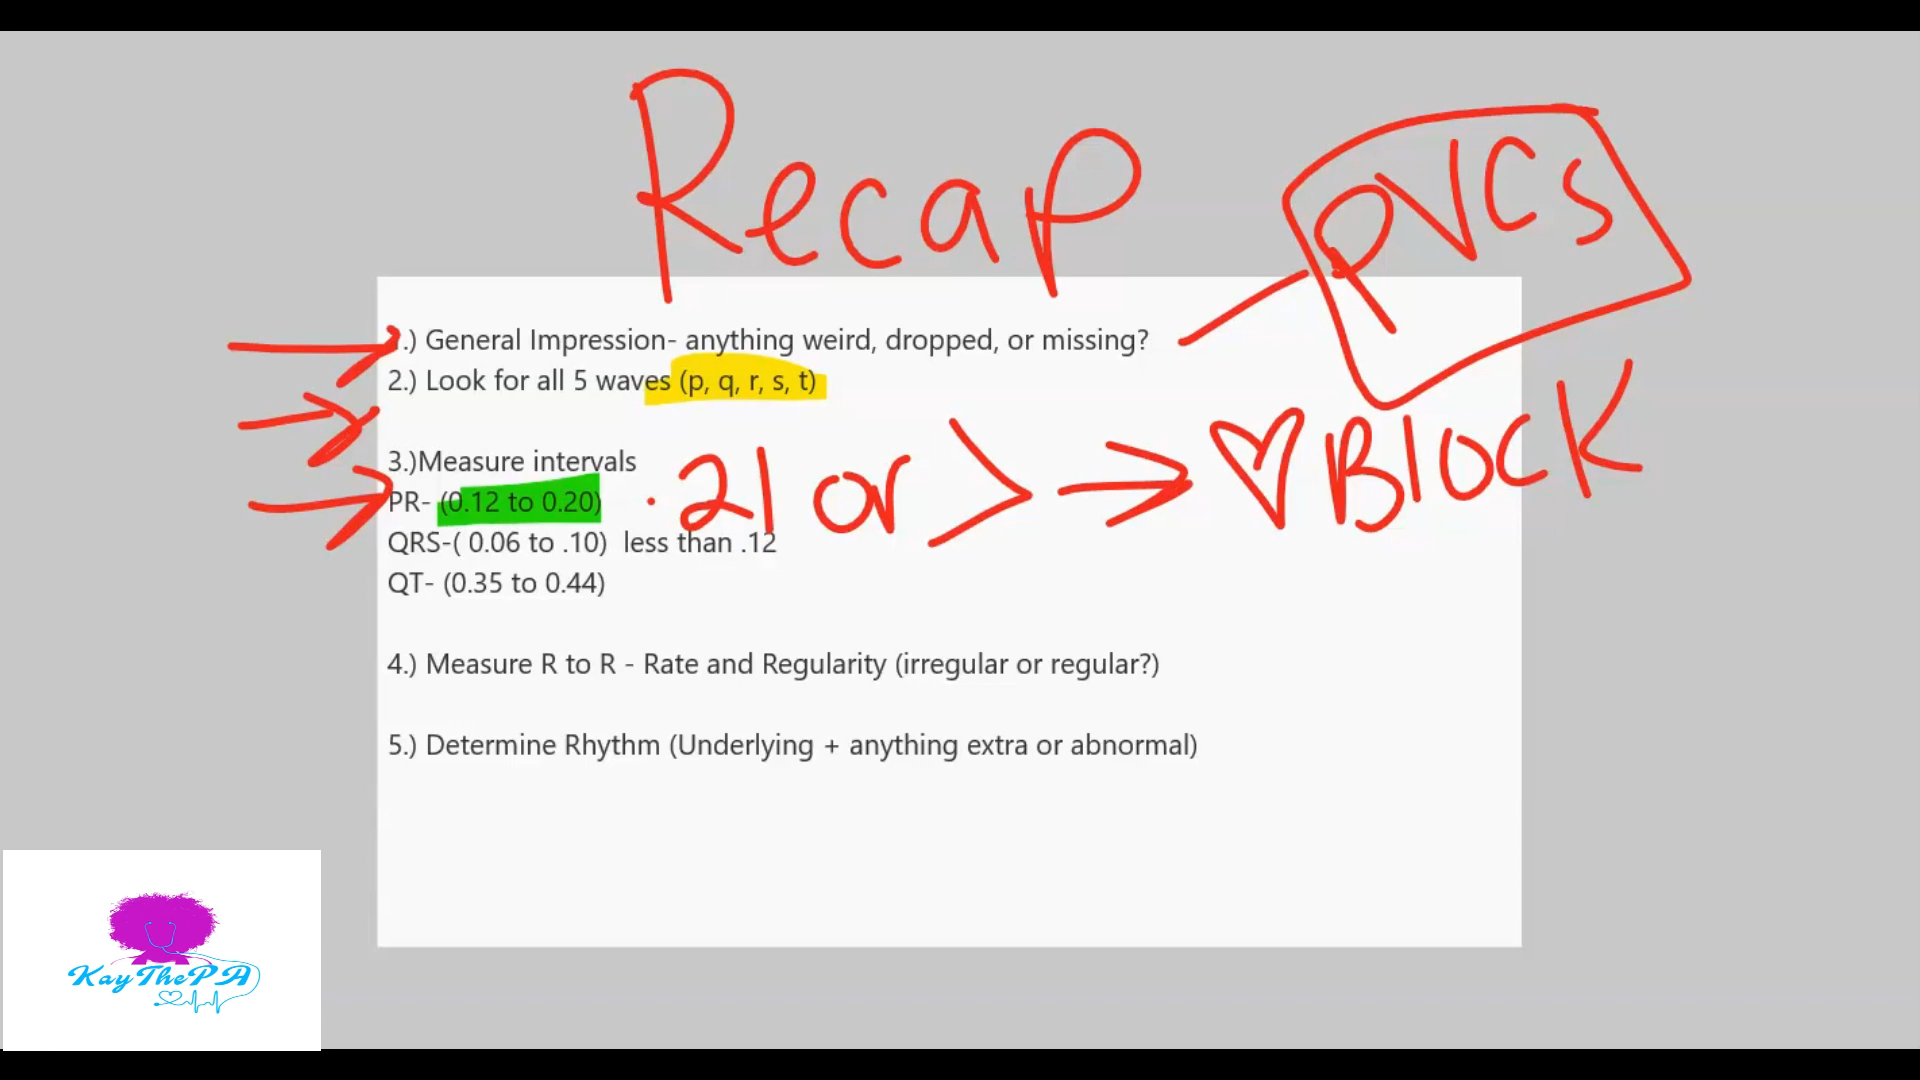 Recap
PVCs
1.) General Impression- anything weird, dropped, or missing?
2.) Look for all 5 waves (p, q, r, s, t)
3.)Measure intervals
PR- (0.12 to 0.20) .21 or > → ♡ Block
QRS-( 0.06 to .10) less than .12
QT- (0.35 to 0.44)
4.) Measure R to R - Rate and Regularity (irregular or regular?)
5.) Determine Rhythm (Underlying + anything extra or abnormal)
KayThePA